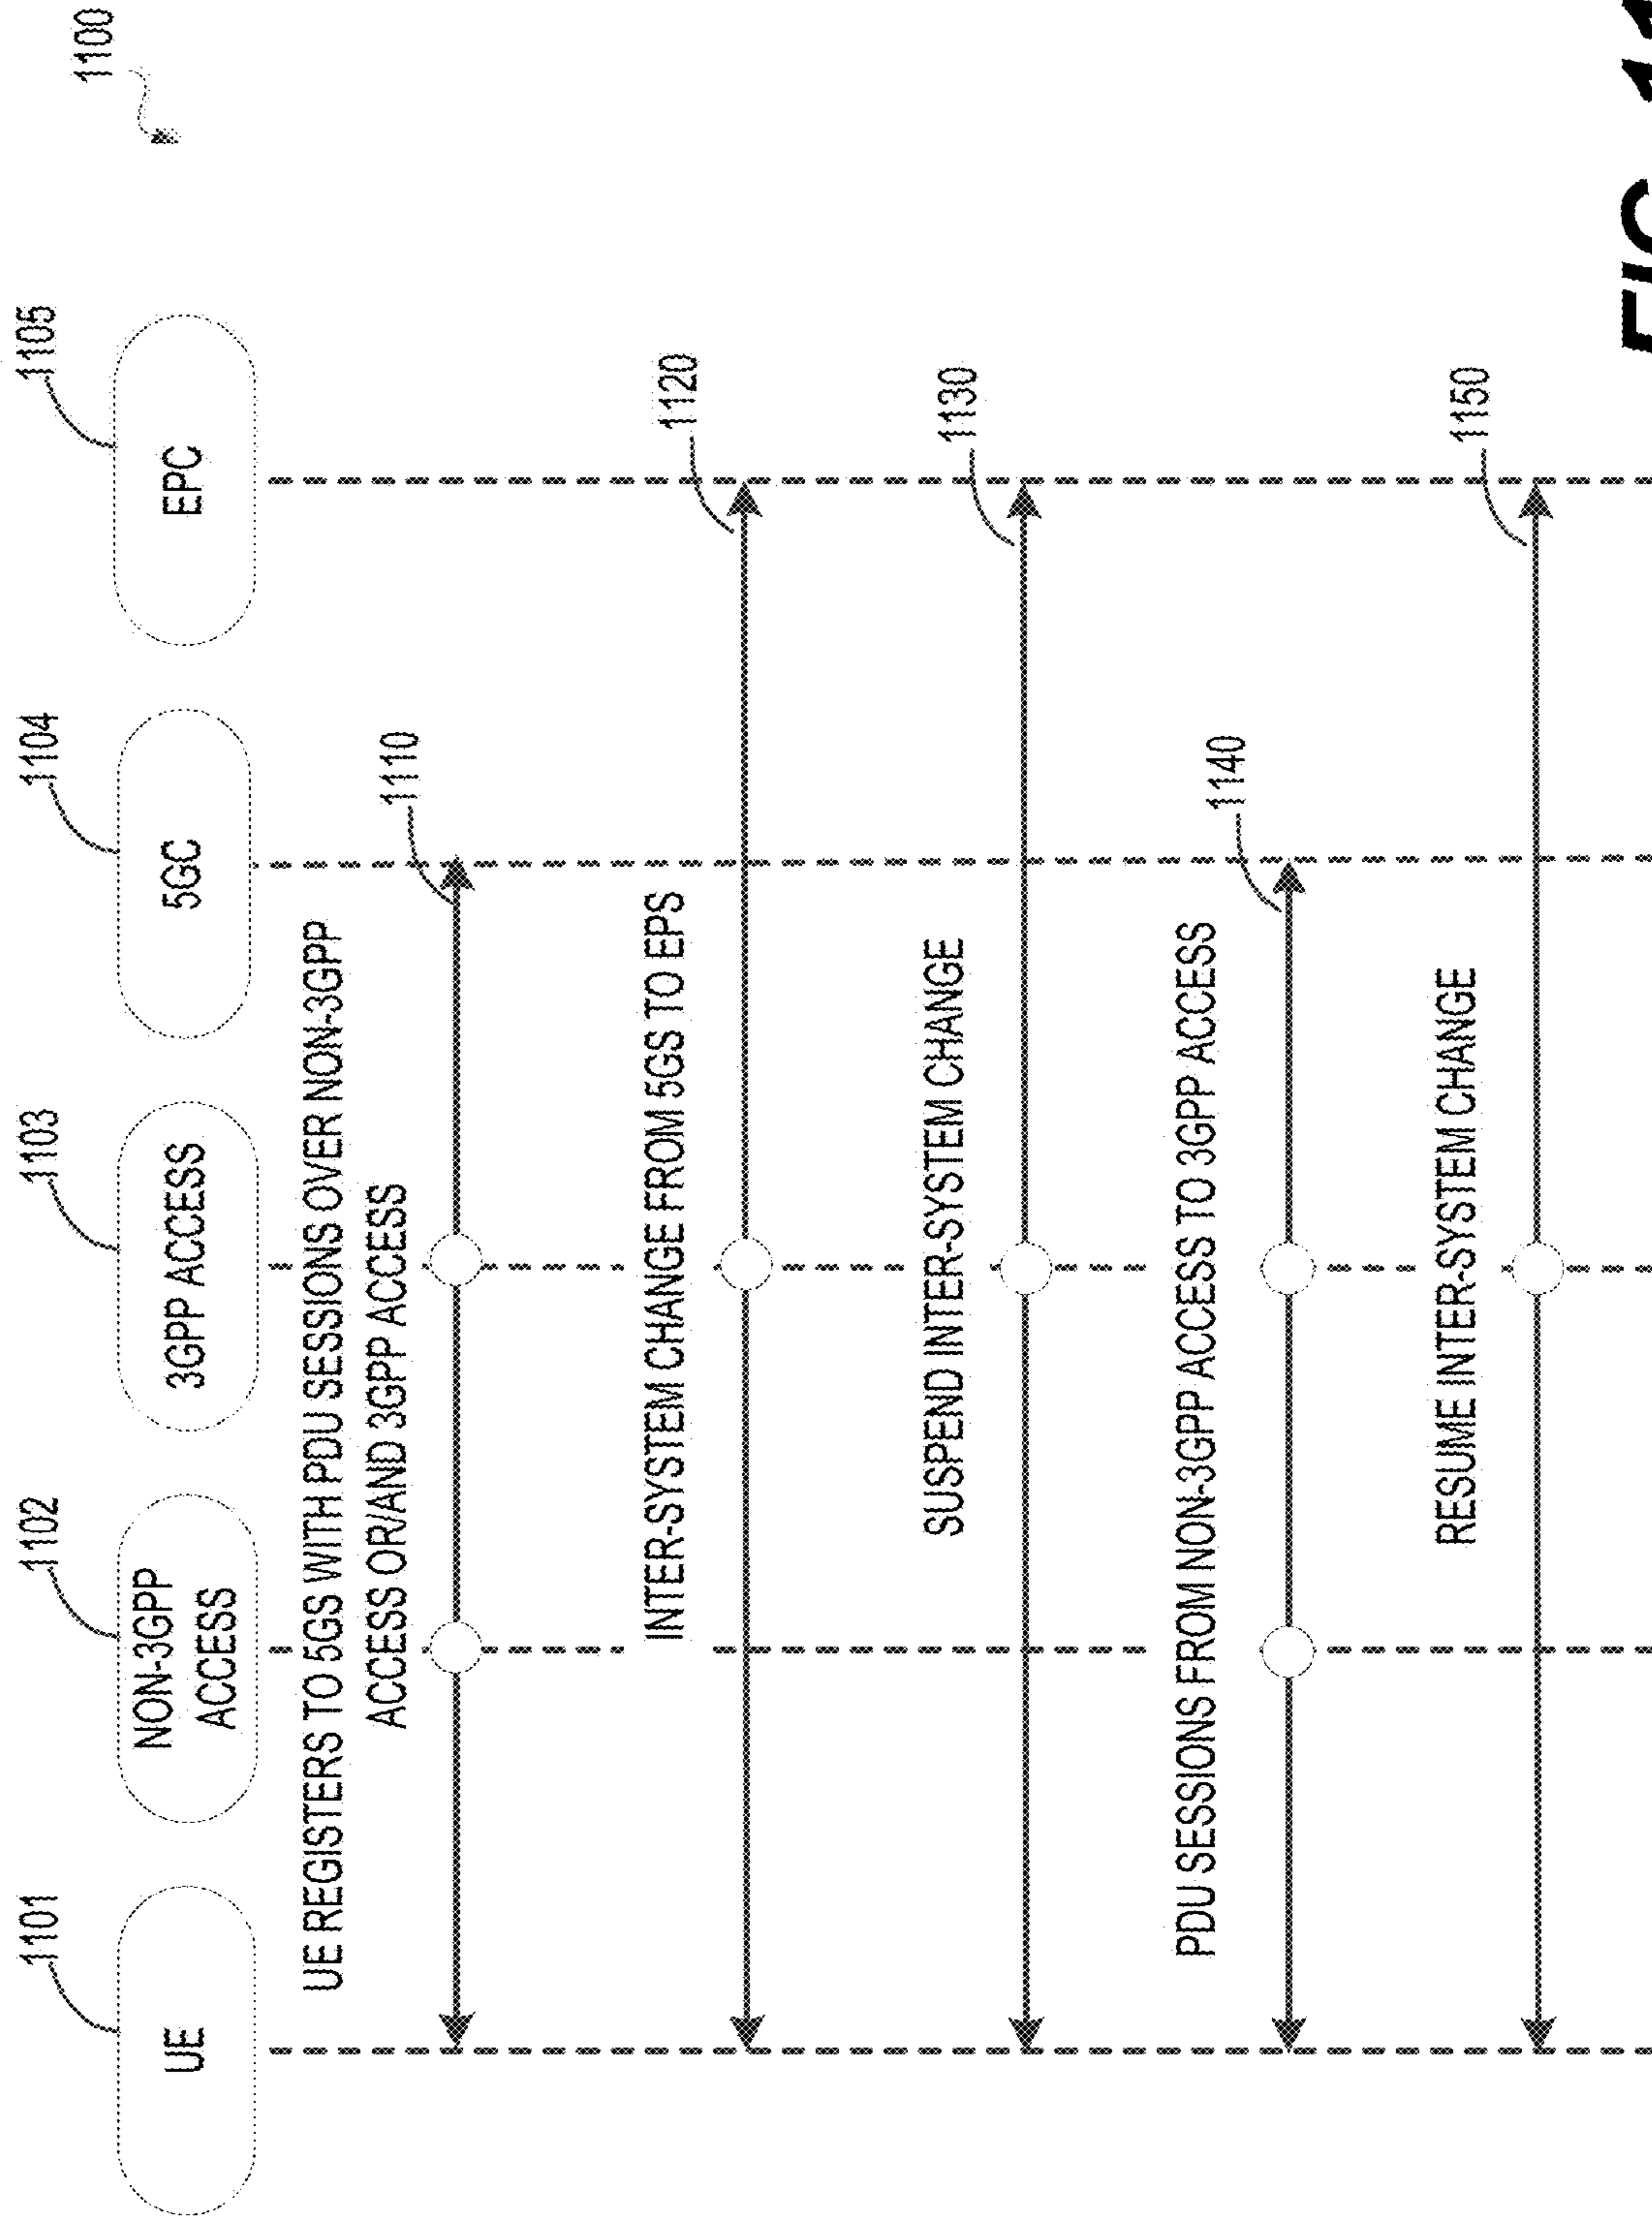 1100
1101
1102
1103
1104
1105
UE
NON-3GPP
ACCESS
3GPP ACCESS
5GC
EPC
UE REGISTERS TO 5GS WITH PDU SESSIONS OVER NON-3GPP
ACCESS OR/AND 3GPP ACCESS
1110
INTER-SYSTEM CHANGE FROM 5GS TO EPS
1120
SUSPEND INTER-SYSTEM CHANGE
1130
PDU SESSIONS FROM NON-3GPP ACCESS TO 3GPP ACCESS
1140
RESUME INTER-SYSTEM CHANGE
1150
FIG. 11